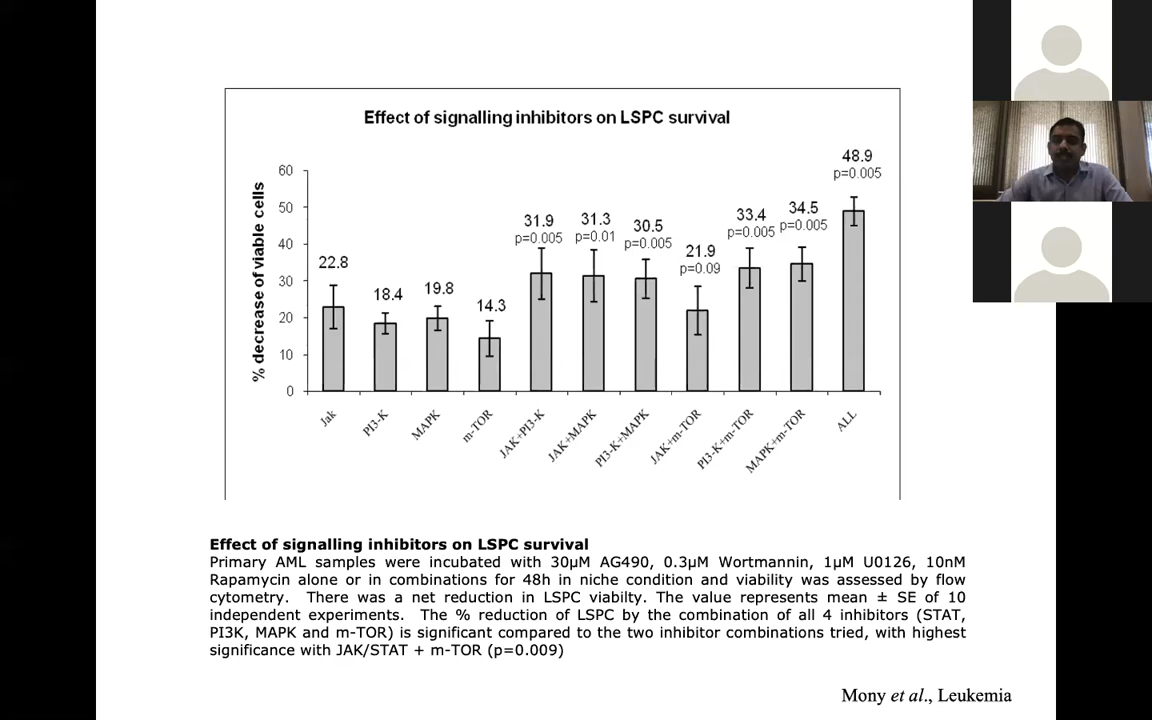 Effect of signalling inhibitors on LSPC survival
% decrease of viable cells
60
50
40
30
20
10
0
22.8
18.4
19.8
14.3
31.9
p=0.005
31.3
p=0.01
30.5
p=0.005
21.9
p=0.09
33.4
p=0.005
34.5
p=0.005
48.9
p=0.005
Jak
PI3-K
MAPK
m-TOR
JAK+PI3-K
JAK+MAPK
PI3-K+MAPK
JAK+m-TOR
PI3-K+m-TOR
MAPK+m-TOR
ALL
Effect of signalling inhibitors on LSPC survival
Primary AML samples were incubated with 30µM AG490, 0.3µM Wortmannin, 1µM U0126, 10nM
Rapamycin alone or in combinations for 48h in niche condition and viability was assessed by flow
cytometry. There was a net reduction in LSPC viabilty. The value represents mean ± SE of 10
independent experiments. The % reduction of LSPC by the combination of all 4 inhibitors (STAT,
PI3K, MAPK and m-TOR) is significant compared to the two inhibitor combinations tried, with highest
significance with JAK/STAT + m-TOR (p=0.009)
Mony et al., Leukemia